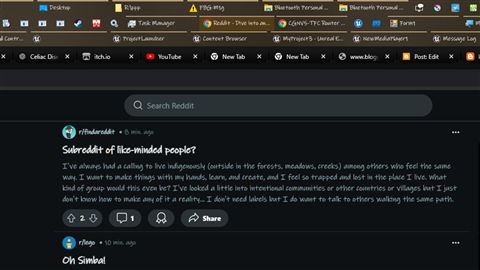 Desktop Rlippp FBG-Mtg Bluetooth Personal ... Bluetooth Personal ...
Task Manager Reddit - Dive into an... CGNVS-TFC Router ... Form1
d Contr... ProjectLauncher Content Browser MyProject3 - Unreal E... NewMediaPlayer1 Message Log
Celiac Dis itch.io YouTube New Tab New Tab www.blog Post: Edit
Search Reddit
r/findareddit • 8 min. ago
Subreddit of like-minded people?
I've always had a calling to live indigenously (outside in the forests, meadows, creeks) among others who feel the same
way. I want to make things with my hands, learn, and create, and I feel so trapped and lost in the place I live. What
kind of group would this even be? I've looked a little into intentional communities or other countries or villages but I just
don't know how to make any of it a reality... I don't need labels but I do want to talk to others walking the same path.
2 1 Share
r/lego • 10 min. ago
Oh Simba!